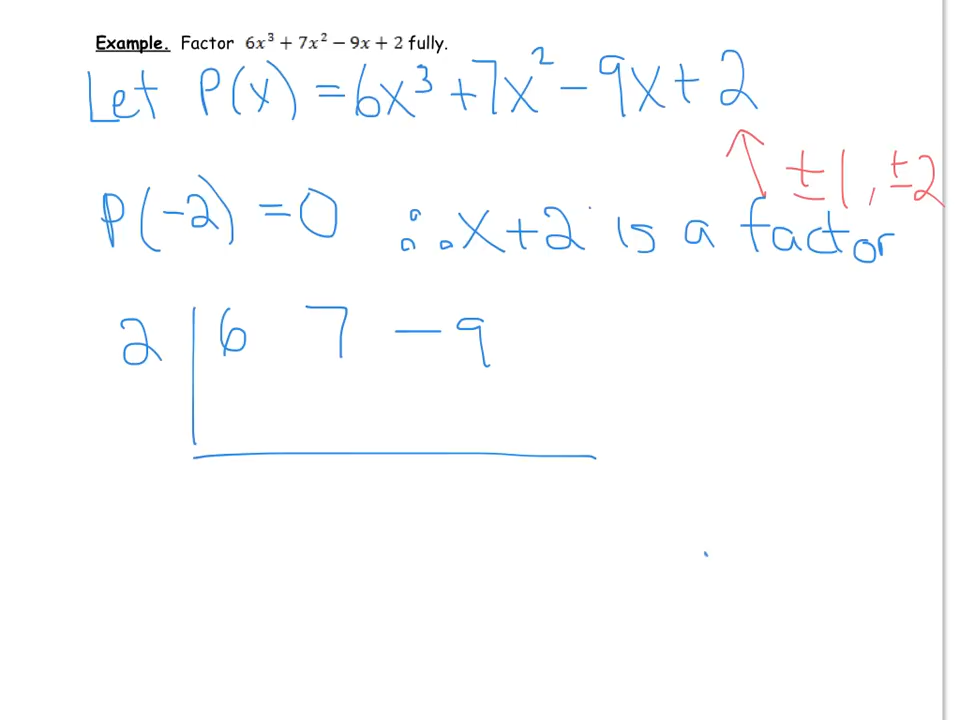 Example. Factor 6x³ + 7x² − 9x + 2 fully.
Let P(x) = 6x³ + 7x² − 9x + 2
±1, ±2
P(−2) = 0 ∴ x + 2 is a factor
2 | 6 7 −9